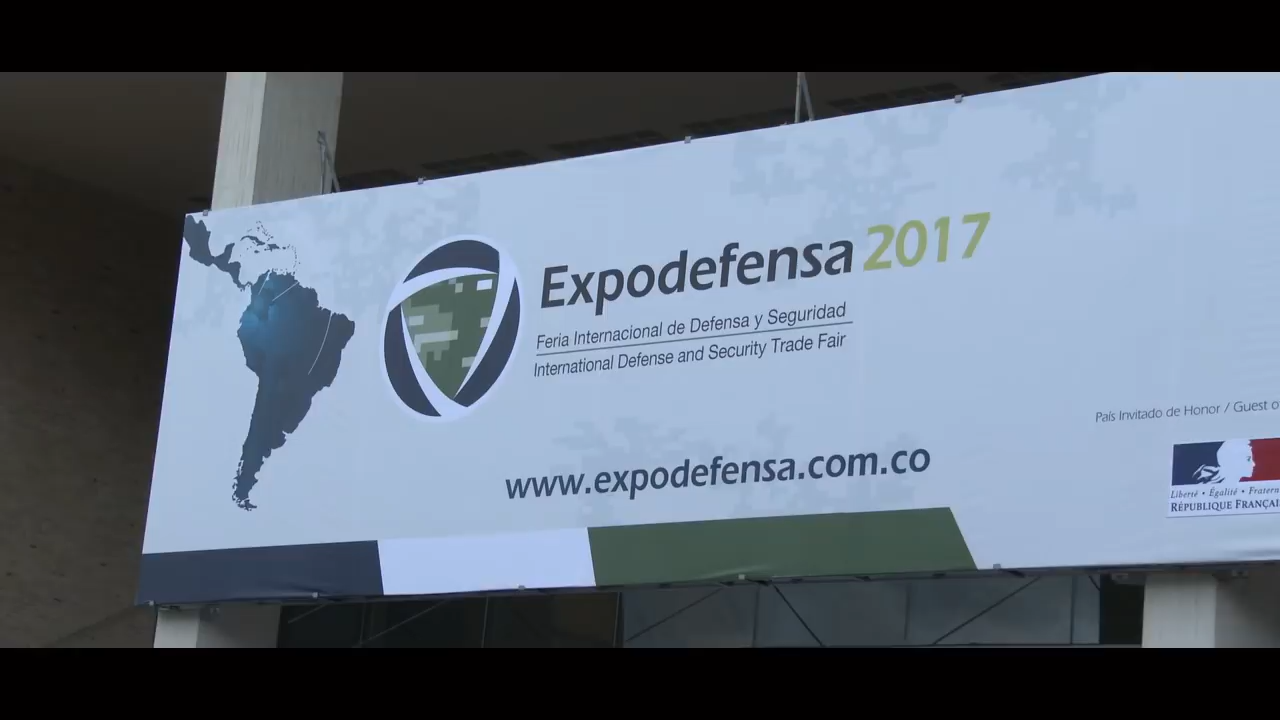 Expodefensa 2017
Feria Internacional de Defensa y Seguridad
International Defense and Security Trade Fair
www.expodefensa.com.co
País Invitado de Honor / Guest
Liberté • Égalité •
RÉPUBLIQUE